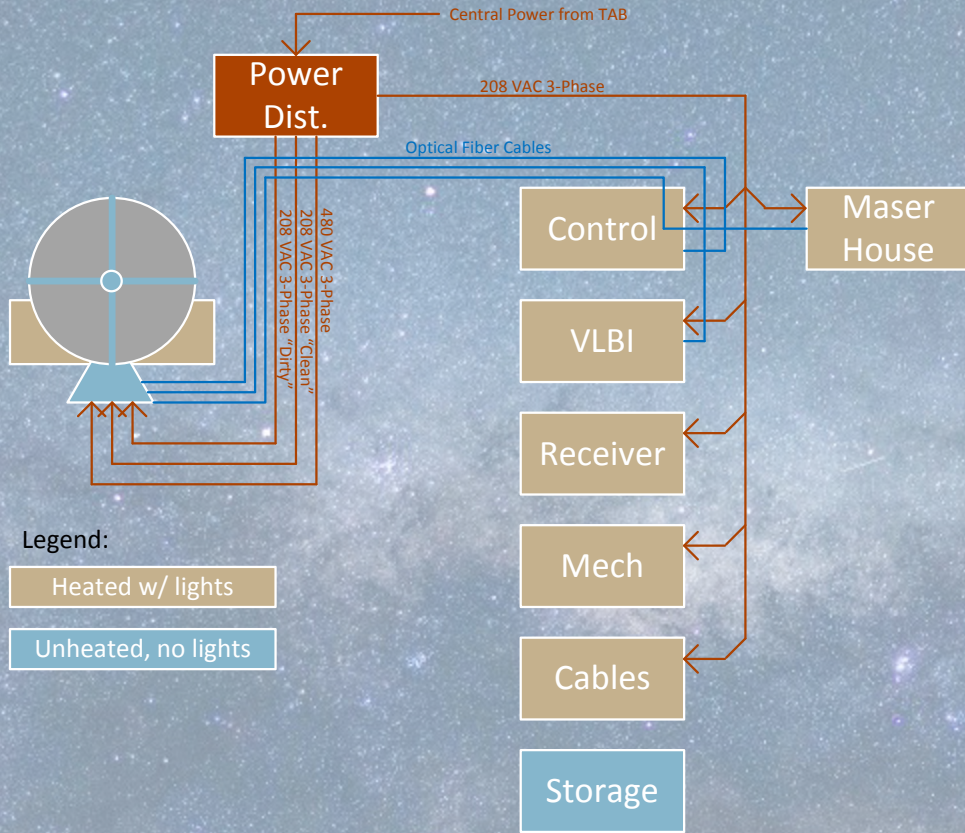 Central Power from TAB
Power
Dist.
208 VAC 3-Phase
Optical Fiber Cables
480 VAC 3-Phase
208 VAC 3-Phase “Clean”
208 VAC 3-Phase “Dirty”
Control
Maser
House
VLBI
Receiver
Mech
Cables
Storage
Legend:
Heated w/ lights
Unheated, no lights